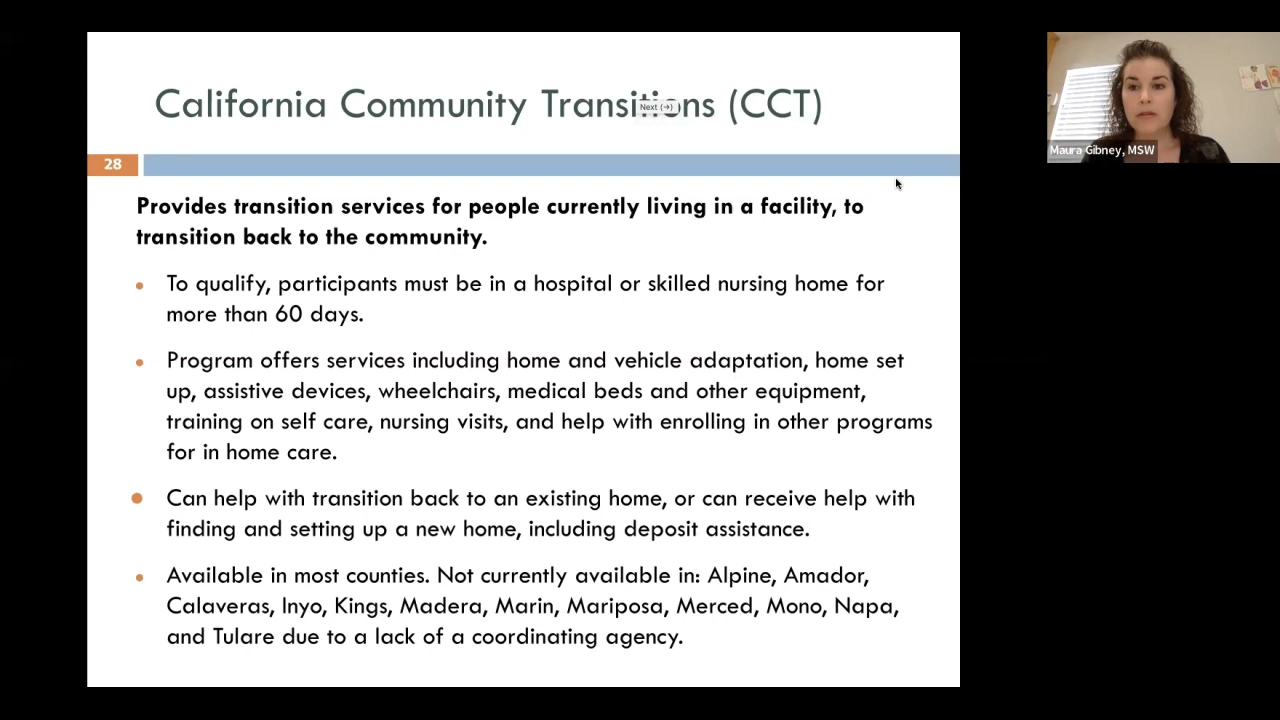 California Community Transitions (CCT)
Next (→)
28
Provides transition services for people currently living in a facility, to
transition back to the community.
• To qualify, participants must be in a hospital or skilled nursing home for
more than 60 days.
• Program offers services including home and vehicle adaptation, home set
up, assistive devices, wheelchairs, medical beds and other equipment,
training on self care, nursing visits, and help with enrolling in other programs
for in home care.
• Can help with transition back to an existing home, or can receive help with
finding and setting up a new home, including deposit assistance.
• Available in most counties. Not currently available in: Alpine, Amador,
Calaveras, Inyo, Kings, Madera, Marin, Mariposa, Merced, Mono, Napa,
and Tulare due to a lack of a coordinating agency.
Maura Gibney, MSW